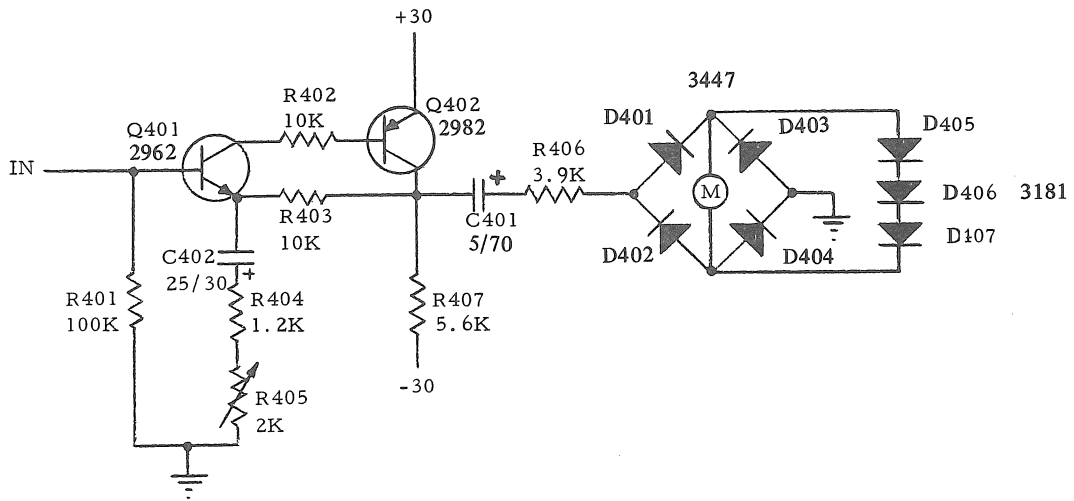 +30
3447
R402
10K
Q402
2982
Q401
2962
IN
D401
D403
D405
R406
3.9K
M
D406 3181
R403
10K
C401
5/70
+
D402
D404
D107
C402
25/30
+
R401
100K
R404
1.2K
R407
5.6K
-30
R405
2K